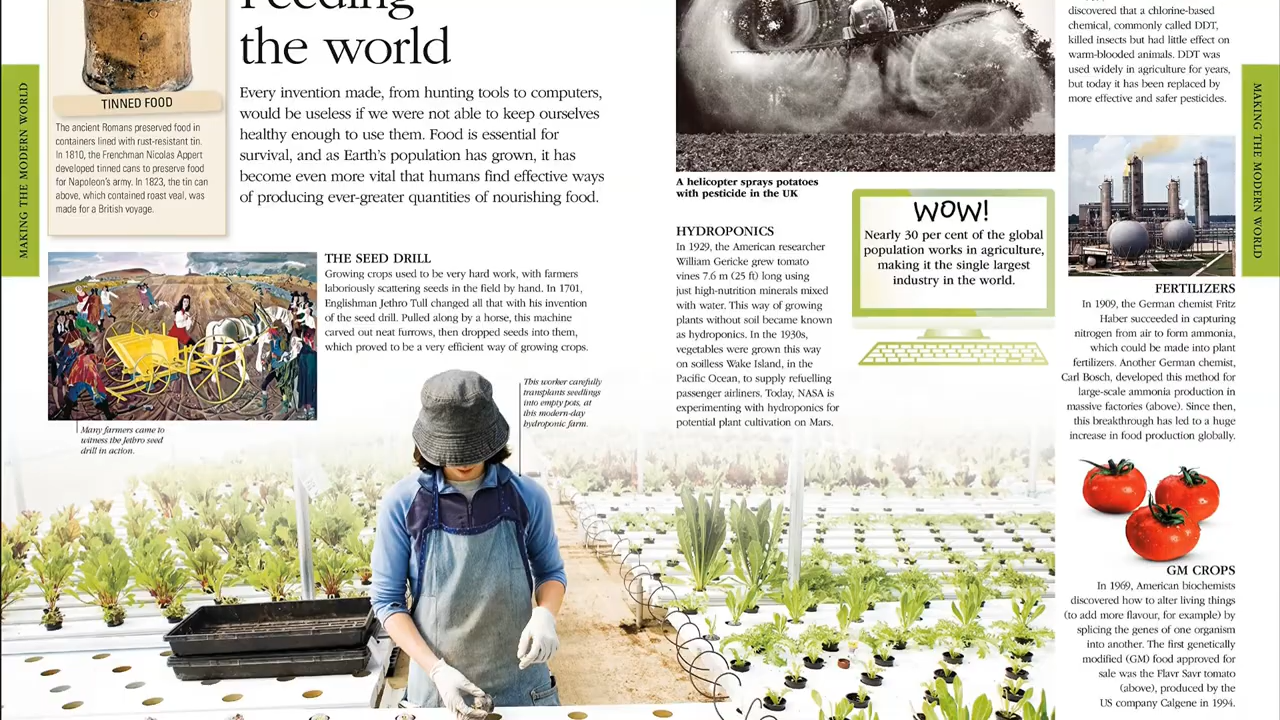 MAKING THE MODERN WORLD
TINNED FOOD
The ancient Romans preserved food in
containers lined with rust-resistant tin.
In 1810, the Frenchman Nicolas Appert
developed tinned cans to preserve food
for Napoleon's army. In 1823, the tin can
above, which contained roast veal, was
made for a British voyage.
Feeding
the world
Every invention made, from hunting tools to computers,
would be useless if we were not able to keep ourselves
healthy enough to use them. Food is essential for
survival, and as Earth's population has grown, it has
become even more vital that humans find effective ways
of producing ever-greater quantities of nourishing food.
THE SEED DRILL
Growing crops used to be very hard work, with farmers
laboriously scattering seeds in the field by hand. In 1701,
Englishman Jethro Tull changed all that with his invention
of the seed drill. Pulled along by a horse, this machine
carved out neat furrows, then dropped seeds into them,
which proved to be a very efficient way of growing crops.
Many farmers came to
witness the Jethro seed
drill in action.
This worker carefully
transplants seedlings
into empty pots, at
this modern-day
hydroponic farm.
A helicopter sprays potatoes
with pesticide in the UK
HYDROPONICS
In 1929, the American researcher
William Gericke grew tomato
vines 7.6 m (25 ft) long using
just high-nutrition minerals mixed
with water. This way of growing
plants without soil became known
as hydroponics. In the 1930s,
vegetables were grown this way
on soilless Wake Island, in the
Pacific Ocean, to supply refuelling
passenger airliners. Today, NASA is
experimenting with hydroponics for
potential plant cultivation on Mars.
WOW!
Nearly 30 per cent of the global
population works in agriculture,
making it the single largest
industry in the world.
discovered that a chlorine-based
chemical, commonly called DDT,
killed insects but had little effect on
warm-blooded animals. DDT was
used widely in agriculture for years,
but today it has been replaced by
more effective and safer pesticides.
FERTILIZERS
In 1909, the German chemist Fritz
Haber succeeded in capturing
nitrogen from air to form ammonia,
which could be made into plant
fertilizers. Another German chemist,
Carl Bosch, developed this method for
large-scale ammonia production in
massive factories (above). Since then,
this breakthrough has led to a huge
increase in food production globally.
GM CROPS
In 1969, American biochemists
discovered how to alter living things
(to add more flavour, for example) by
splicing the genes of one organism
into another. The first genetically
modified (GM) food approved for
sale was the Flavr Savr tomato
(above), produced by the
US company Calgene in 1994.
MAKING THE MODERN WORLD